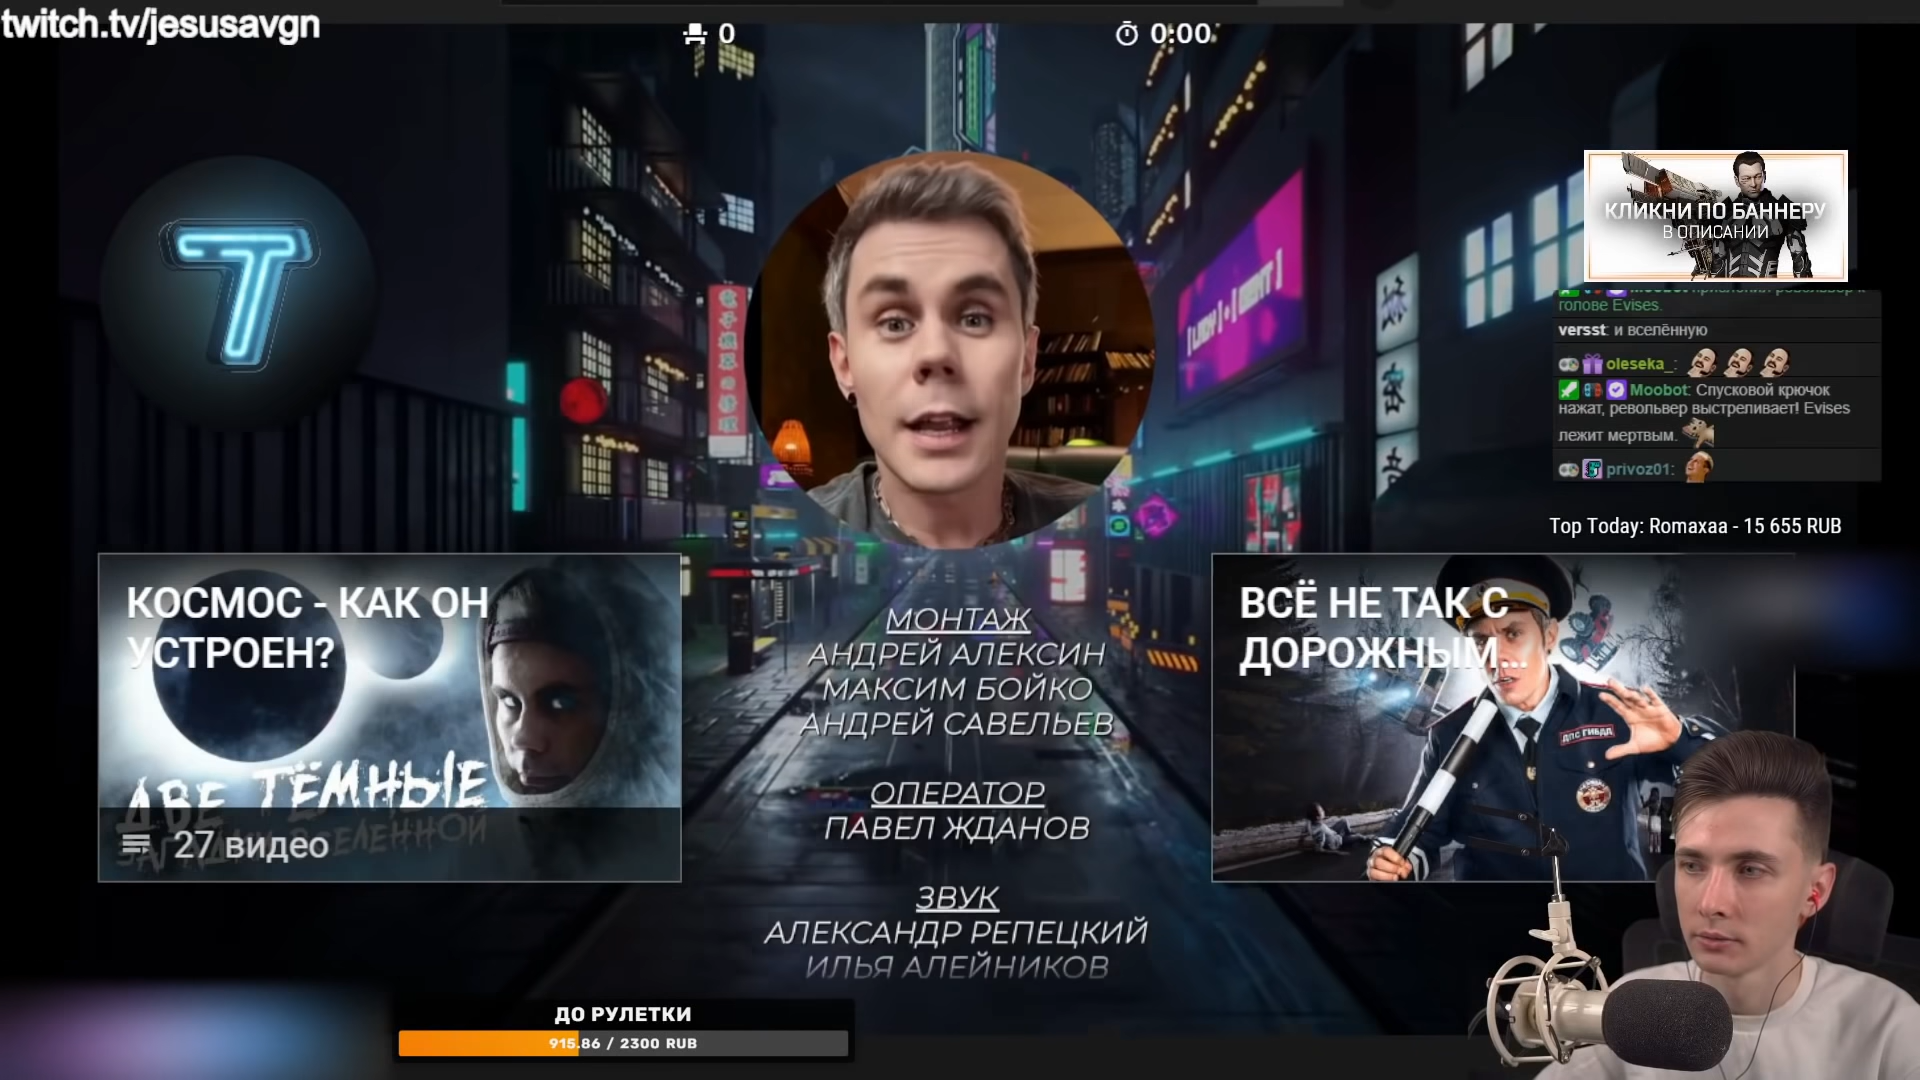 twitch.tv/jesusavgn
0
0:00
T
КЛИКНИ ПО БАННЕРУ
В ОПИСАНИИ
голове Evises.
versst: и вселённую
oleseka_:
Moobot: Спусковой крючок
нажат, револьвер выстреливает! Evises
лежит мертвым.
privoz01:
Top Today: Romaxaa - 15 655 RUB
КОСМОС - КАК ОН
УСТРОЕН?
ДВЕ ТЁМНЫЕ
27 видео
МОНТАЖ
АНДРЕЙ АЛЕКСИН
МАКСИМ БОЙКО
АНДРЕЙ САВЕЛЬЕВ
ОПЕРАТОР
ПАВЕЛ ЖДАНОВ
ЗВУК
АЛЕКСАНДР РЕПЕЦКИЙ
ИЛЬЯ АЛЕЙНИКОВ
ВСЁ НЕ ТАК С
ДОРОЖНЫМ...
ДПС ГИБДД
ДО РУЛЕТКИ
915.86 / 2300 RUB